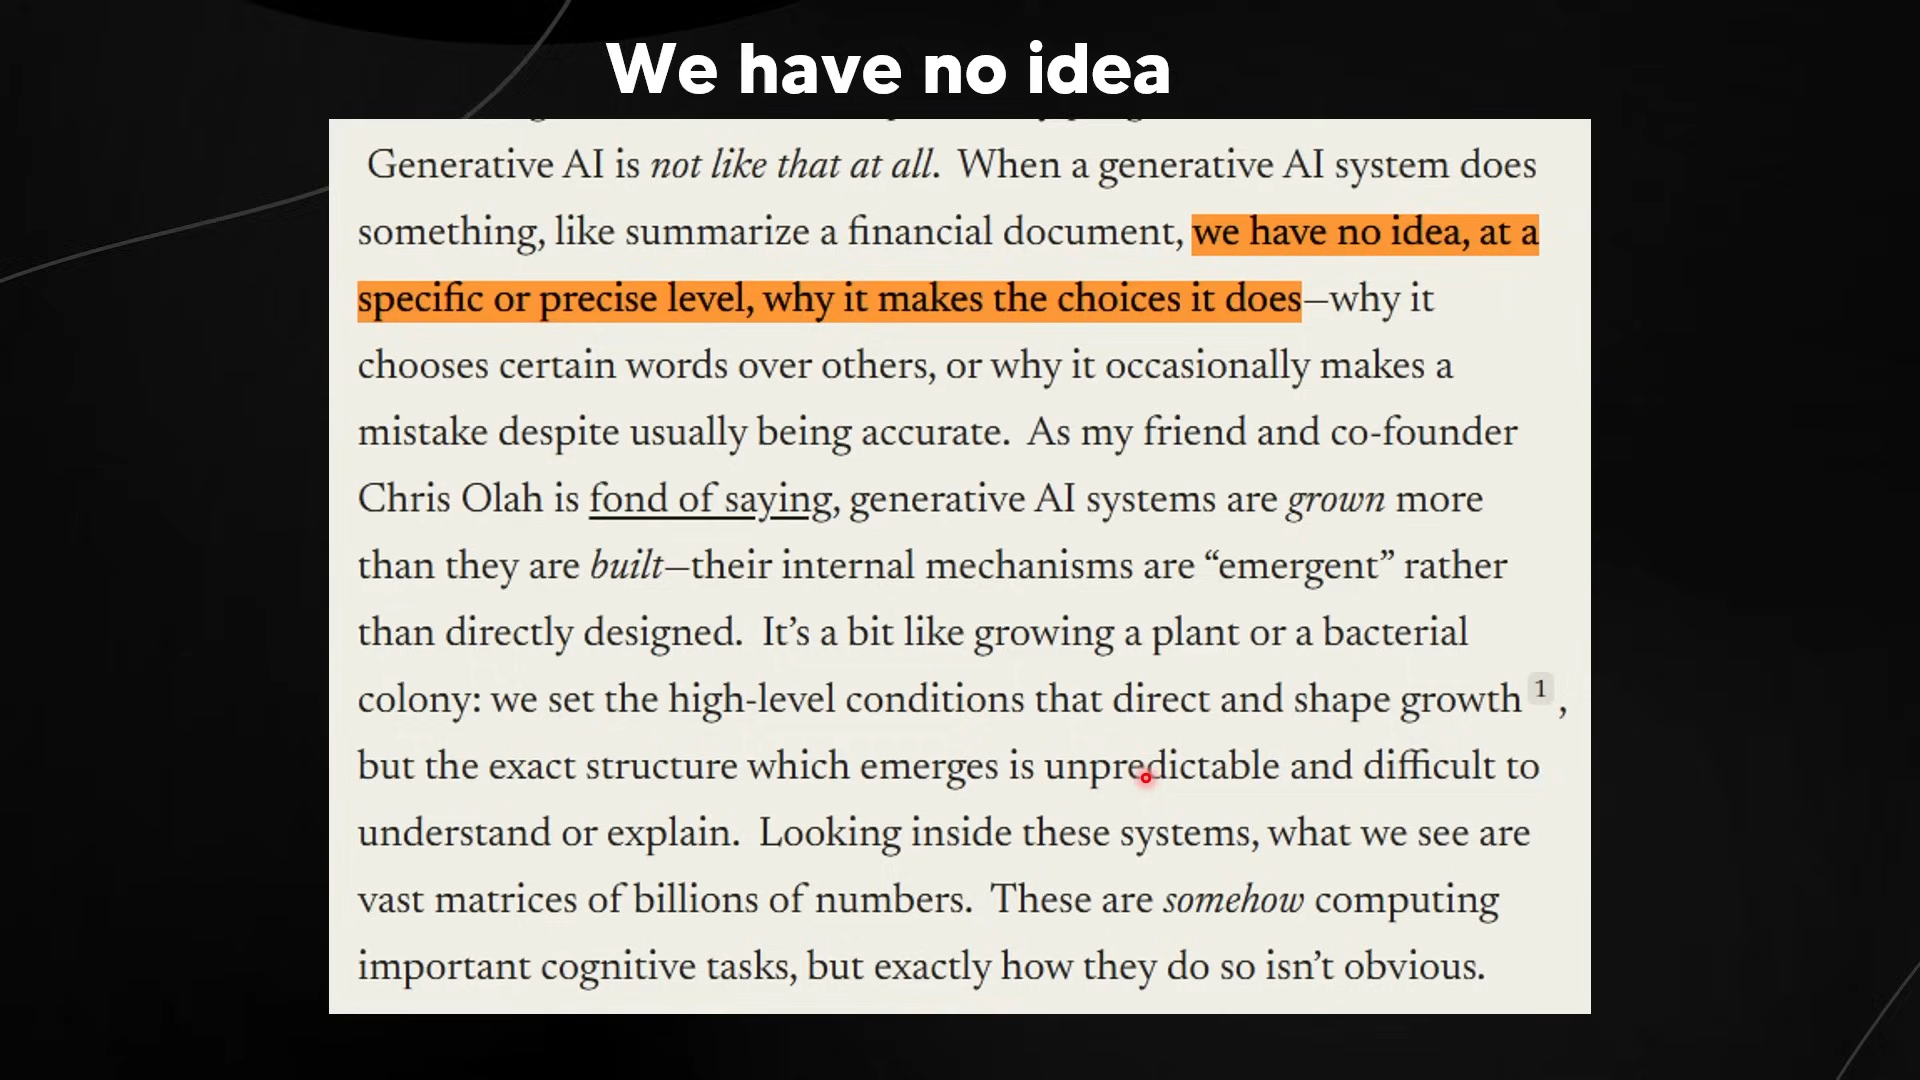 We have no idea
Generative AI is not like that at all. When a generative AI system does
something, like summarize a financial document, we have no idea, at a
specific or precise level, why it makes the choices it does—why it
chooses certain words over others, or why it occasionally makes a
mistake despite usually being accurate. As my friend and co-founder
Chris Olah is fond of saying, generative AI systems are grown more
than they are built—their internal mechanisms are “emergent” rather
than directly designed. It’s a bit like growing a plant or a bacterial
colony: we set the high-level conditions that direct and shape growth 1 ,
but the exact structure which emerges is unpredictable and difficult to
understand or explain. Looking inside these systems, what we see are
vast matrices of billions of numbers. These are somehow computing
important cognitive tasks, but exactly how they do so isn’t obvious.